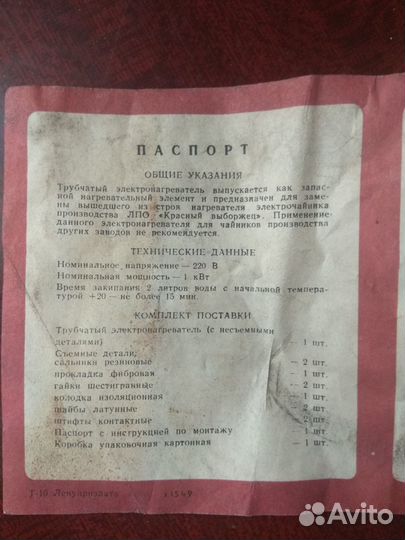 ПАСПОРТ
ОБЩИЕ УКАЗАНИЯ
Трубчатый электронагреватель выпускается как запас-
ной нагревательный элемент и предназначен для заме-
ны вышедшего из строя нагревателя электрочайника
производства ЛПО «Красный выборжец». Применение
данного электронагревателя для чайников производства
других заводов не рекомендуется.
ТЕХНИЧЕСКИЕ ДАННЫЕ
Номинальное напряжение — 220 В
Номинальная мощность — 1 кВт
Время закипания 2 литров воды с начальной темпера-
турой +20 — не более 15 мин.
КОМПЛЕКТ ПОСТАВКИ
Трубчатый электронагреватель (с несъемными
деталями) — 1 шт.
Съемные детали:
сальники резиновые — 2 шт.
прокладка фибровая — 1 шт.
гайки шестигранные — 2 шт.
колодка изоляционная — 1 шт.
шайбы латунные — 2 шт.
штифты контактные — 2 шт.
Паспорт с инструкцией по монтажу — 1 шт.
Коробка упаковочная картонная — 1 шт.
Т-10 Ленуприздата 1549
Avito